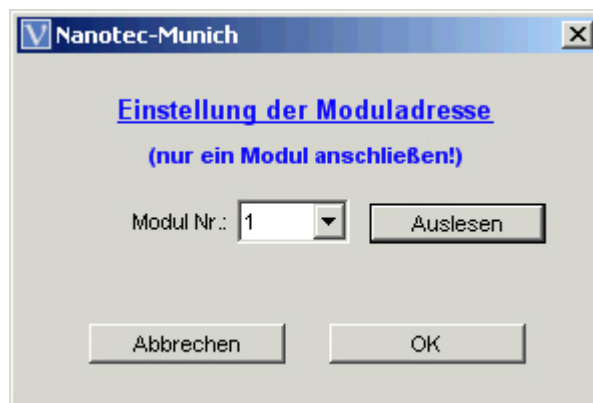 Nanotec-Munich
Einstellung der Moduladresse
(nur ein Modul anschließen!)
Modul Nr.: 1 Auslesen
Abbrechen OK